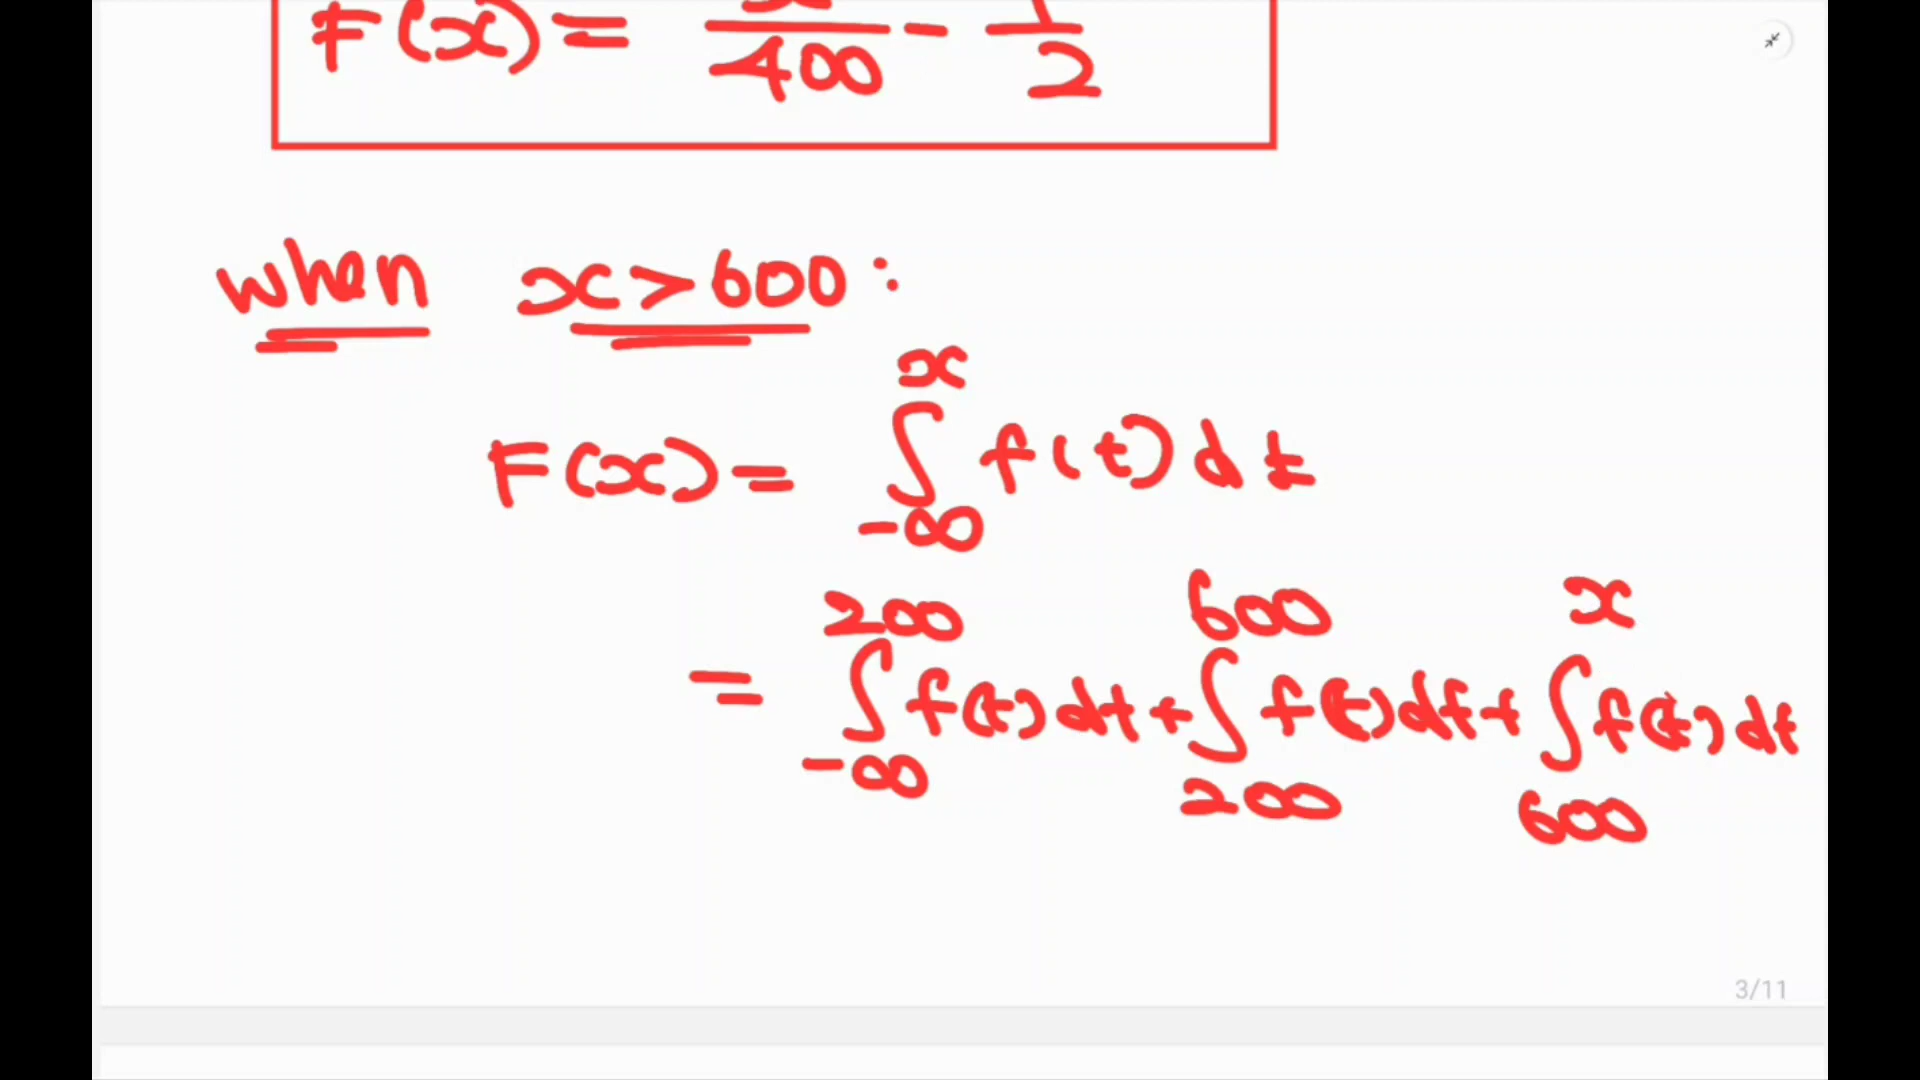 F(x) = x/400 - 1/2
when x > 600 :
F(x) = ∫_{-∞}^{x} f(t) dt
= ∫_{-∞}^{200} f(t) dt + ∫_{200}^{600} f(t) dt + ∫_{600}^{x} f(t) dt
3/11